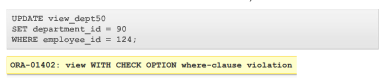 UPDATE view_dept50
SET department_id = 90
WHERE employee_id = 124;
ORA-01402: view WITH CHECK OPTION where-clause violation